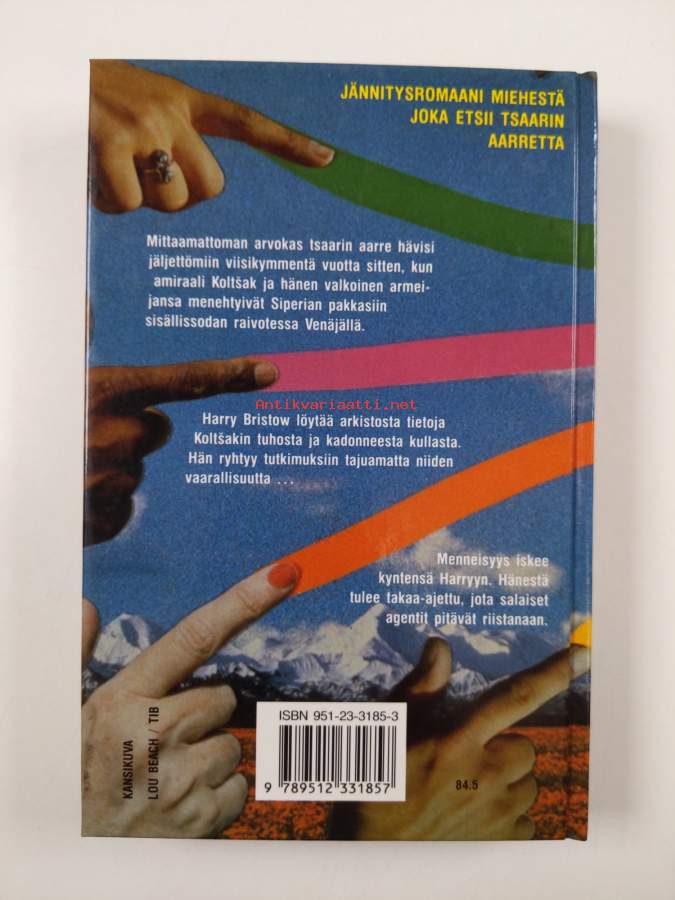 JÄNNITYSROMAANI MIEHESTÄ
JOKA ETSII TSAARIN
AARRETTA
Mittaamattoman arvokas tsaarin aarre hävisi
jäljettömiin viisikymmentä vuotta sitten, kun
amiraali Koltšak ja hänen valkoinen armei-
jansa menehtyivät Siperian pakkasiin
sisällissodan raivotessa Venäjällä.
Antikvariaatti.net
Harry Bristow löytää arkistosta tietoja
Koltšakin tuhosta ja kadonneesta kullasta.
Hän ryhtyy tutkimuksiin tajuamatta niiden
vaarallisuutta ...
Menneisyys iskee
kyntensä Harryyn. Hänestä
tulee takaa-ajettu, jota salaiset
agentit pitävät riistanaan.
KANSIKUVA
LOU BEACH / TIB
ISBN 951-23-3185-3
9 789512 331857
84.5